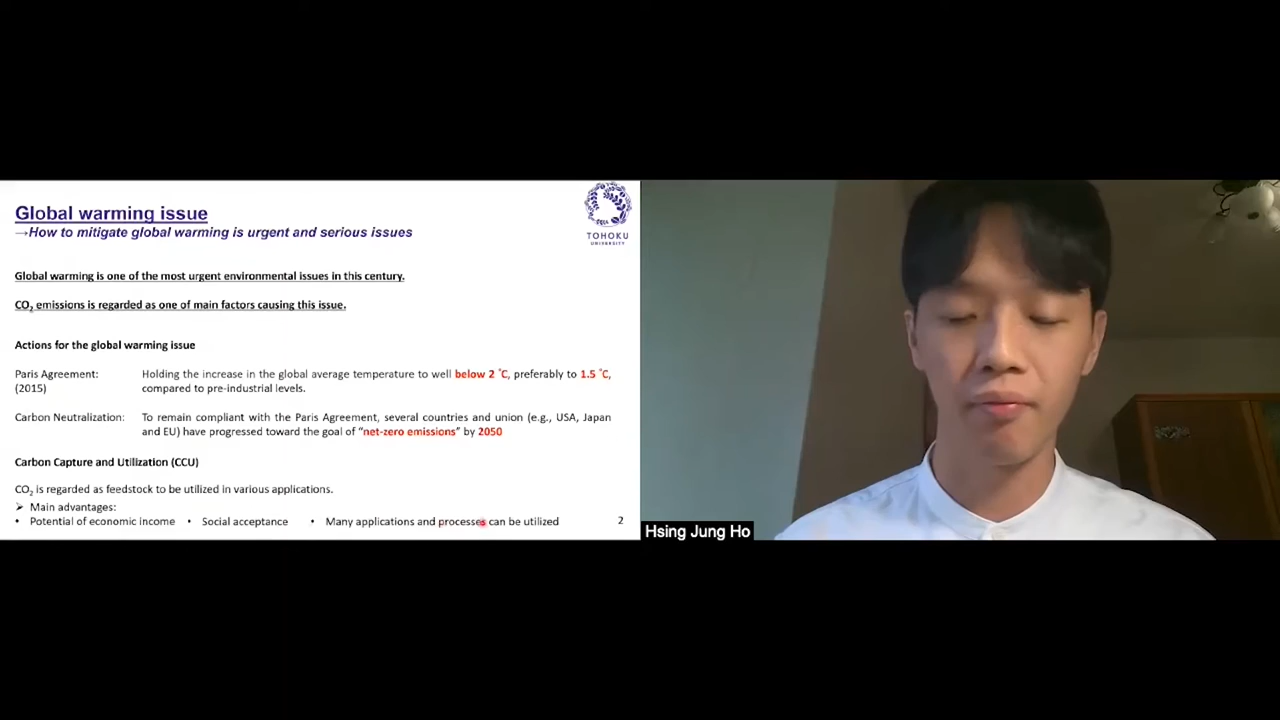 Global warming issue
→How to mitigate global warming is urgent and serious issues
TOHOKU
UNIVERSITY
Global warming is one of the most urgent environmental issues in this century.
CO₂ emissions is regarded as one of main factors causing this issue.
Actions for the global warming issue
Paris Agreement: Holding the increase in the global average temperature to well below 2 ˚C, preferably to 1.5 ˚C,
(2015) compared to pre-industrial levels.
Carbon Neutralization: To remain compliant with the Paris Agreement, several countries and union (e.g., USA, Japan
and EU) have progressed toward the goal of “net-zero emissions” by 2050
Carbon Capture and Utilization (CCU)
CO₂ is regarded as feedstock to be utilized in various applications.
➢ Main advantages:
• Potential of economic income • Social acceptance • Many applications and processes can be utilized
2
Hsing Jung Ho